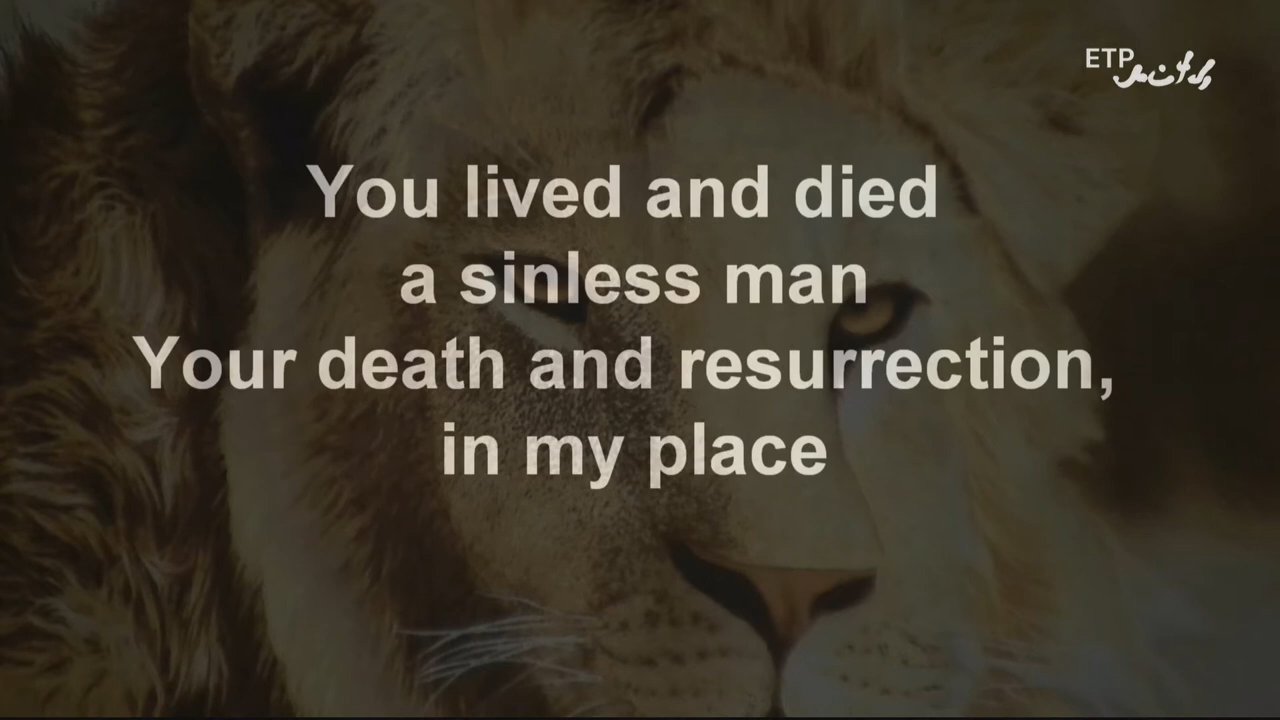 ETP
You lived and died
a sinless man
Your death and resurrection,
in my place